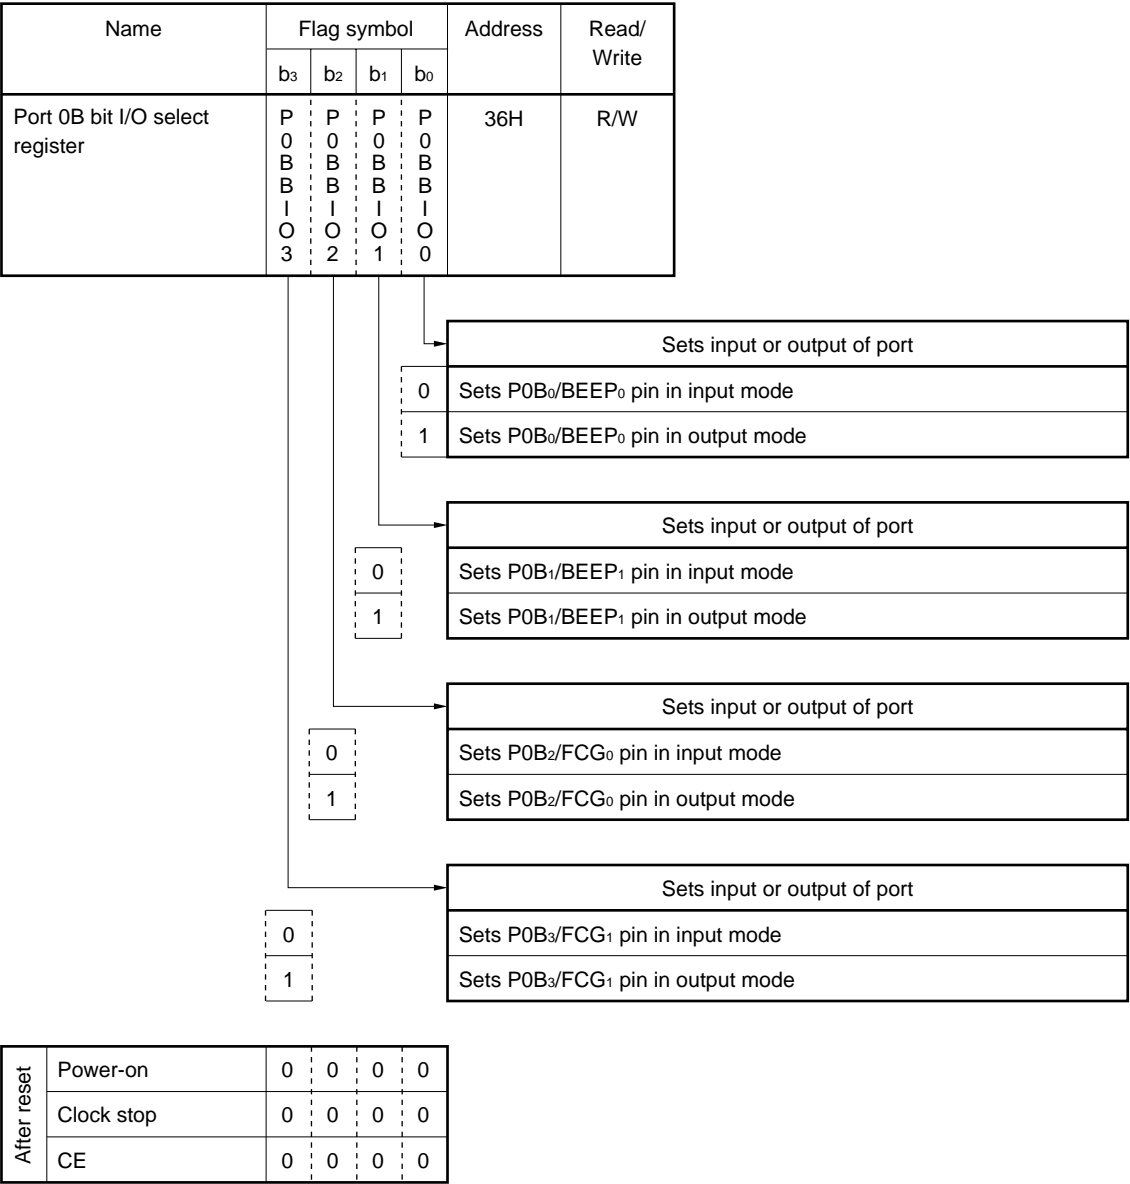 Name Flag symbol Address Read/
Write
b₃ b₂ b₁ b₀
Port 0B bit I/O select
register
P0BBIO3 P0BBIO2 P0BBIO1 P0BBIO0 36H R/W
Sets input or output of port
0 Sets P0B₀/BEEP₀ pin in input mode
1 Sets P0B₀/BEEP₀ pin in output mode
Sets input or output of port
0 Sets P0B₁/BEEP₁ pin in input mode
1 Sets P0B₁/BEEP₁ pin in output mode
Sets input or output of port
0 Sets P0B₂/FCG₀ pin in input mode
1 Sets P0B₂/FCG₀ pin in output mode
Sets input or output of port
0 Sets P0B₃/FCG₁ pin in input mode
1 Sets P0B₃/FCG₁ pin in output mode
After reset
Power-on 0 0 0 0
Clock stop 0 0 0 0
CE 0 0 0 0